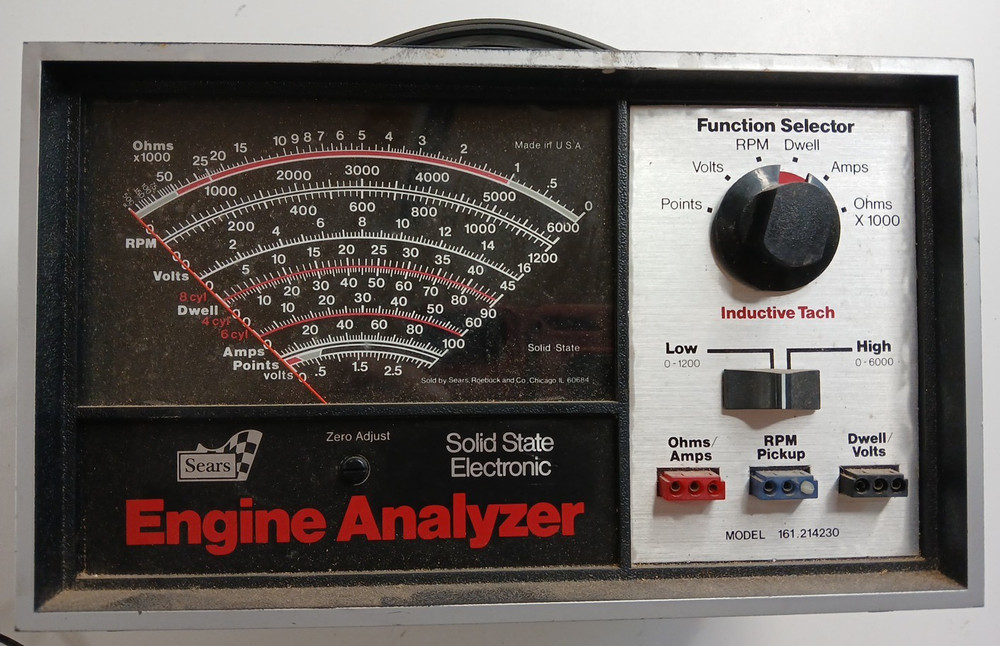 Ohms
x1000
50 25 20 15 10 9 8 7 6 5 4 3 2 1 .5 0
Made in U S A
RPM
0 1000 2000 3000 4000 5000 6000
0 200 400 600 800 1000 1200
Volts
0 2 4 6 8 10 12 14 16
8 cyl
0 5 10 15 20 25 30 35 40 45
Dwell
4 cyl
0 10 20 30 40 50 60 70 80 90
6 cyl
0 10 20 30 40 50 60
Amps
0 20 40 60 80 100
Points
volts
0 .5 1.5 2.5
Solid State
Sold by Sears, Roebuck and Co, Chicago IL 60684
Sears
Zero Adjust
Solid State
Electronic
Engine Analyzer
Function Selector
RPM Dwell
Volts Amps
Points Ohms
X 1000
Inductive Tach
Low High
0-1200 0-6000
Ohms/
Amps
RPM
Pickup
Dwell/
Volts
MODEL 161.214230